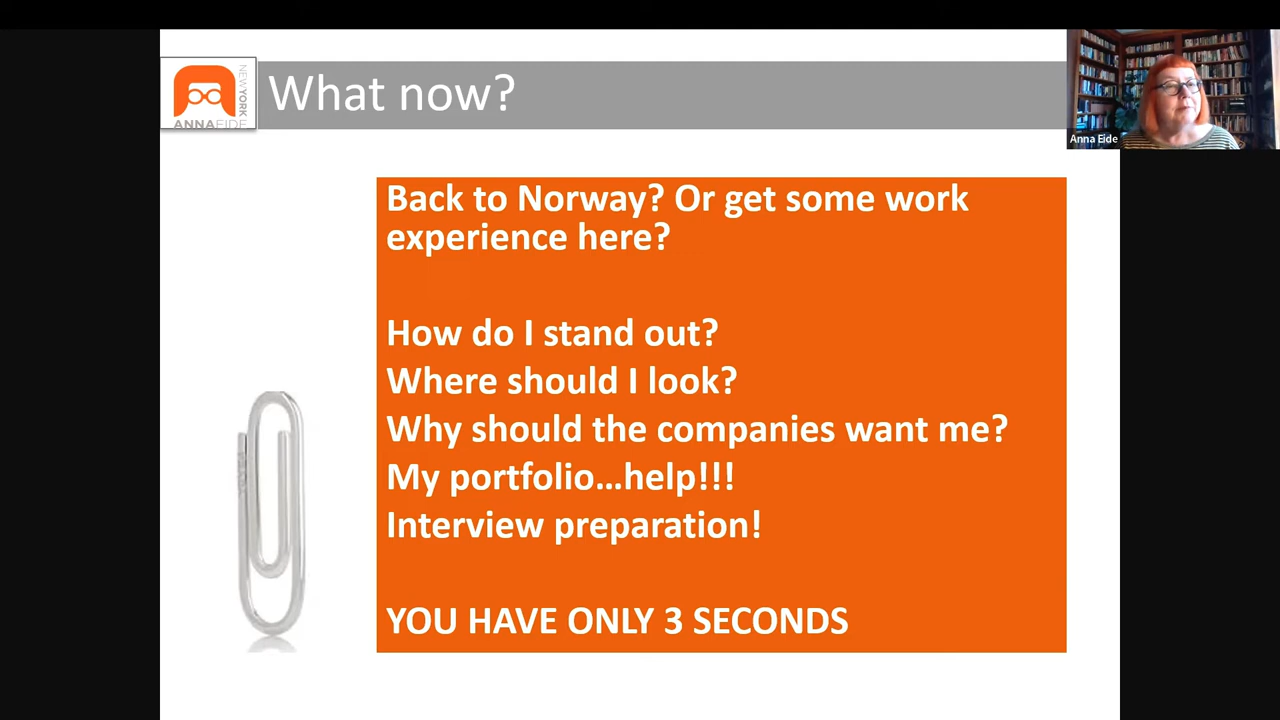 NEW YORK
ANNA EIDE
What now?
Anna Eide
Back to Norway? Or get some work
experience here?
How do I stand out?
Where should I look?
Why should the companies want me?
My portfolio...help!!!
Interview preparation!
YOU HAVE ONLY 3 SECONDS